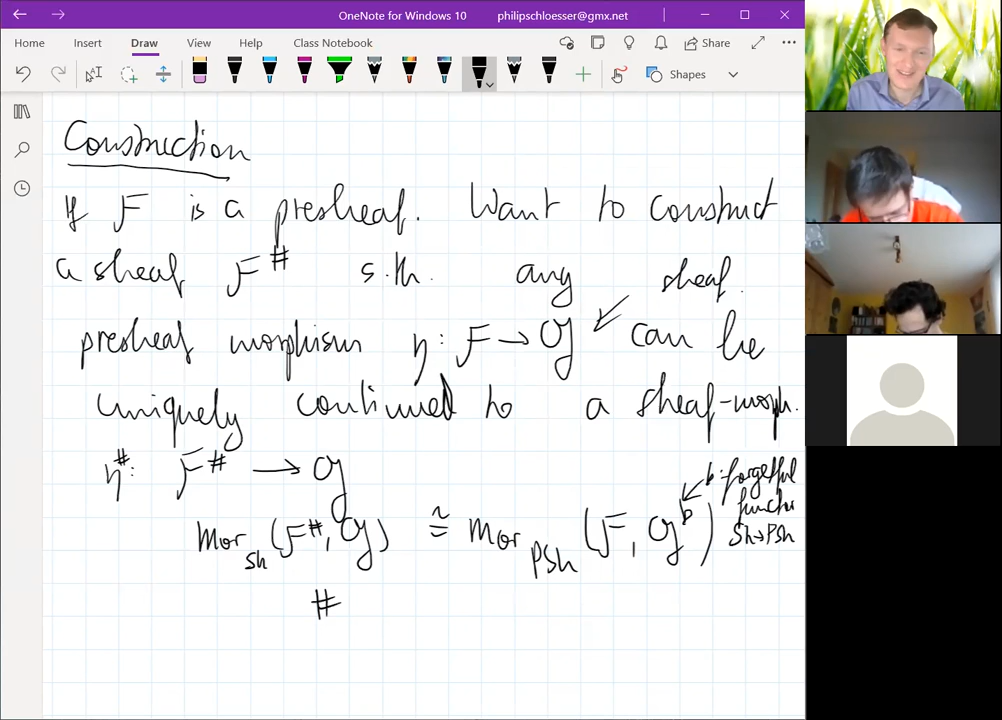 OneNote for Windows 10 philipschloesser@gmx.net
Home Insert Draw View Help Class Notebook Share
Shapes
Construction
If F is a presheaf. Want to construct
a sheaf F# s.th. any sheaf
presheaf morphism η: F → G can be
uniquely continued to a sheaf-morph.
η#: F# → G
Mor_Sh (F#, G) ≅ Mor_PSh (F, G^b) b: forgetful
functor
Sh→PSh
#